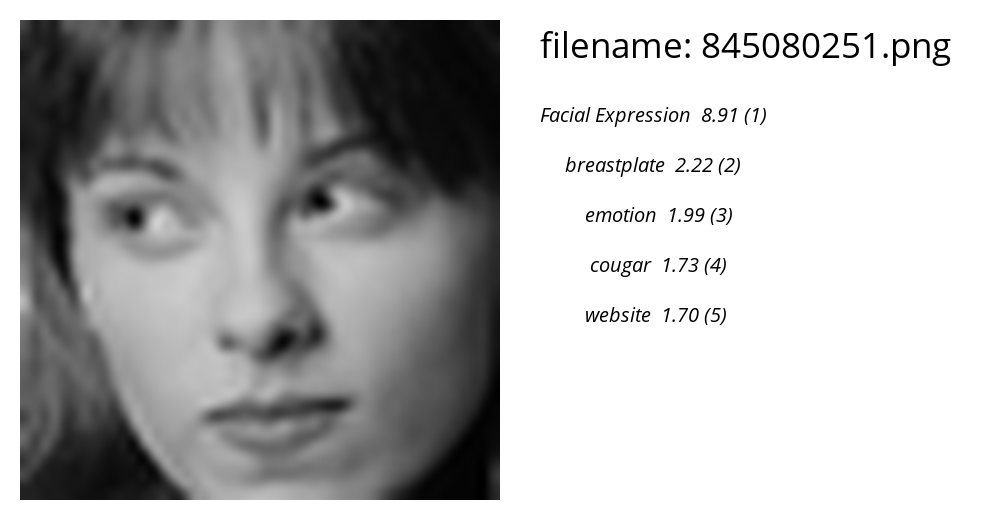 filename: 845080251.png
Facial Expression 8.91 (1)
breastplate 2.22 (2)
emotion 1.99 (3)
cougar 1.73 (4)
website 1.70 (5)